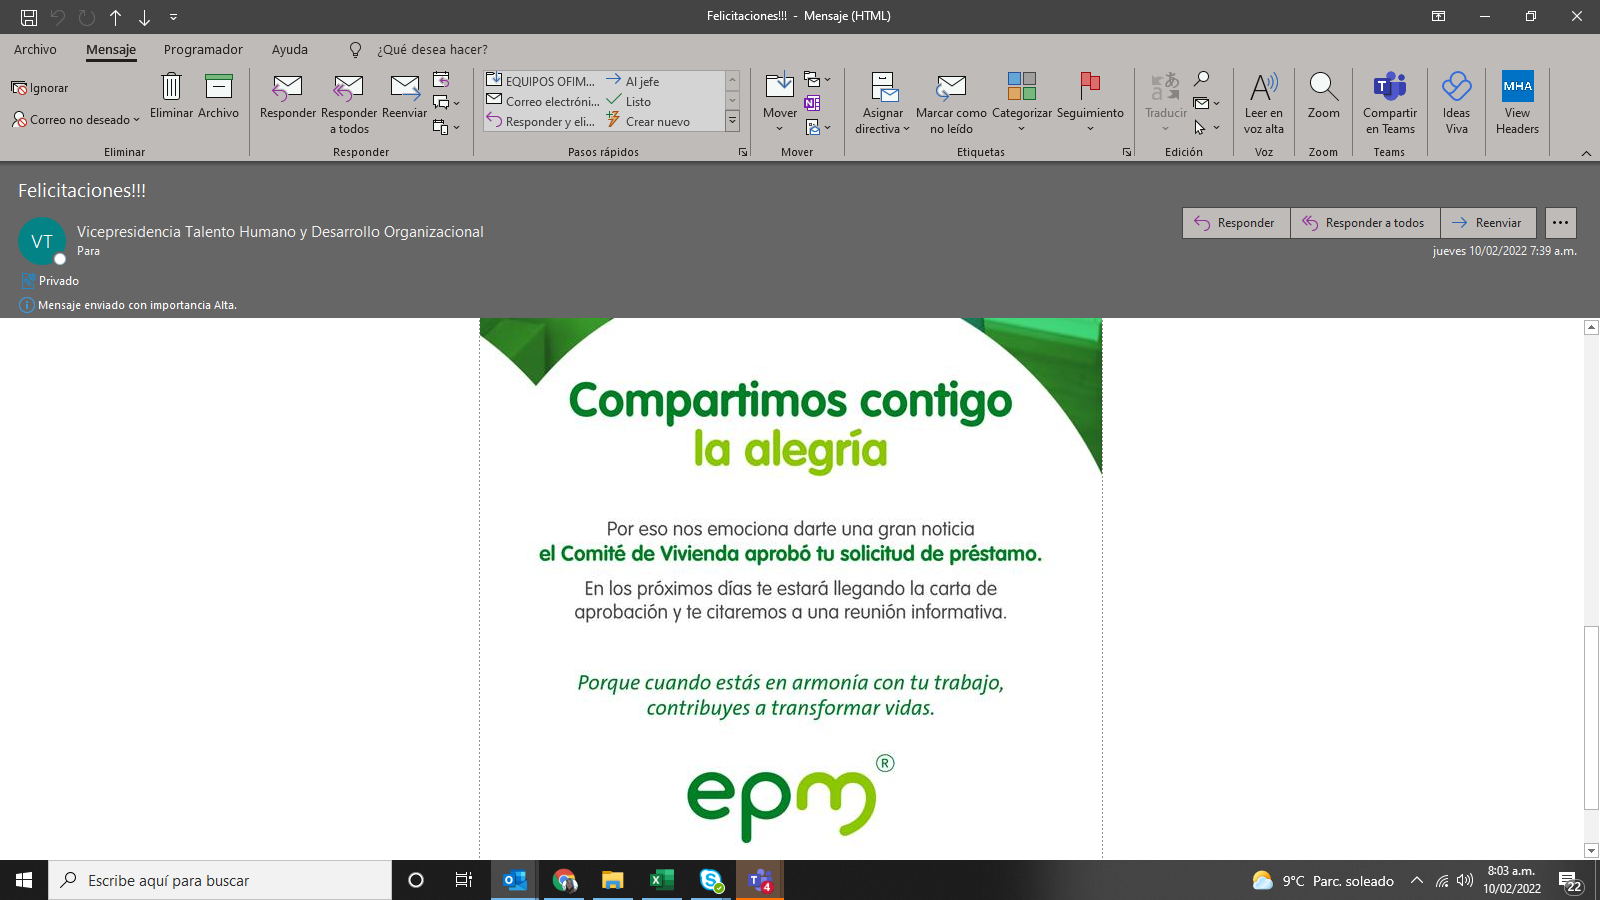 Felicitaciones!!! - Mensaje (HTML)
Archivo Mensaje Programador Ayuda ¿Qué desea hacer?
Ignorar
Correo no deseado
Eliminar
Archivo
Eliminar
Responder
Responder a todos
Reenviar
Responder
EQUIPOS OFIM... Al jefe
Correo electróni... Listo
Responder y eli... Crear nuevo
Pasos rápidos
Mover
Mover
Asignar directiva
Marcar como no leído
Categorizar
Seguimiento
Etiquetas
Traducir
Edición
Leer en voz alta
Voz
Zoom
Zoom
Compartir en Teams
Teams
Ideas Viva
MHA
View Headers
Felicitaciones!!!
VT
Vicepresidencia Talento Humano y Desarrollo Organizacional
Para
Responder Responder a todos Reenviar
jueves 10/02/2022 7:39 a.m.
Privado
Mensaje enviado con importancia Alta.
Compartimos contigo
la alegría
Por eso nos emociona darte una gran noticia
el Comité de Vivienda aprobó tu solicitud de préstamo.
En los próximos días te estará llegando la carta de
aprobación y te citaremos a una reunión informativa.
Porque cuando estás en armonía con tu trabajo,
contribuyes a transformar vidas.
epm®
Escribe aquí para buscar
4
9°C Parc. soleado
8:03 a.m.
10/02/2022
22